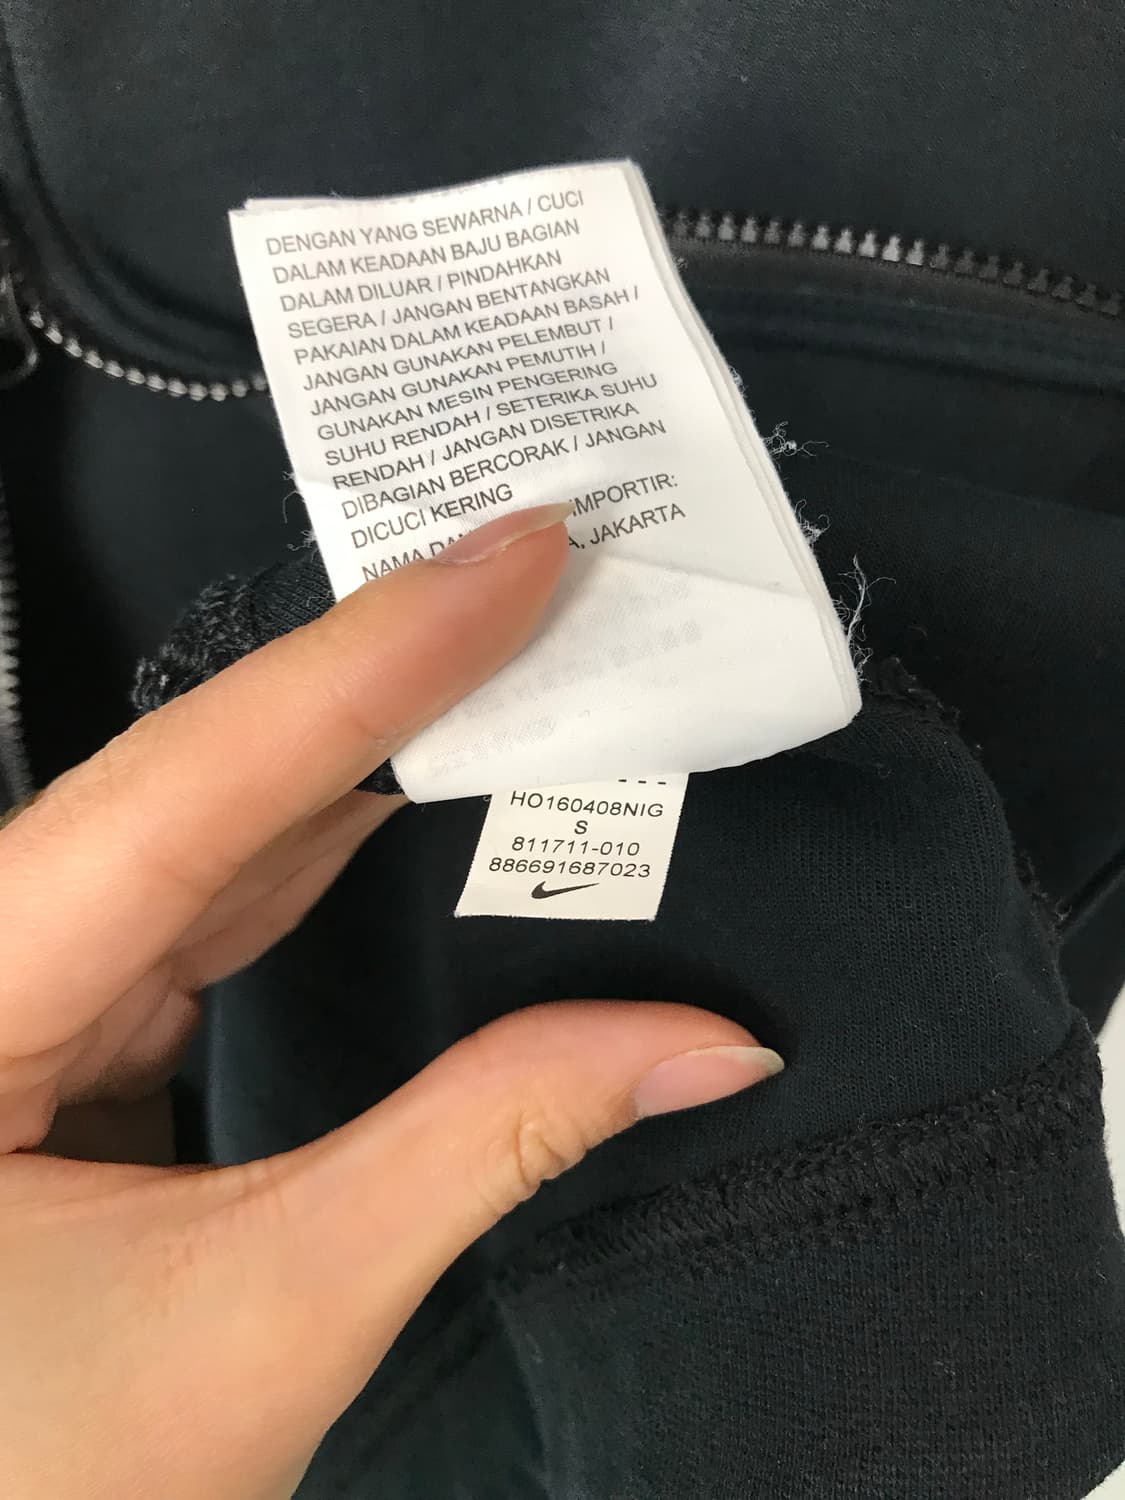 DENGAN YANG SEWARNA / CUCI
DALAM KEADAAN BAJU BAGIAN
DALAM DILUAR / PINDAHKAN
SEGERA / JANGAN BENTANGKAN
PAKAIAN DALAM KEADAAN BASAH /
JANGAN GUNAKAN PELEMBUT /
JANGAN GUNAKAN PEMUTIH /
GUNAKAN MESIN PENGERING
SUHU RENDAH / SETERIKA SUHU
RENDAH / JANGAN DISETRIKA
DIBAGIAN BERCORAK / JANGAN
DICUCI KERING
NAMA IMPORTIR:
JAKARTA
HO160408NIG
S
811711-010
886691687023